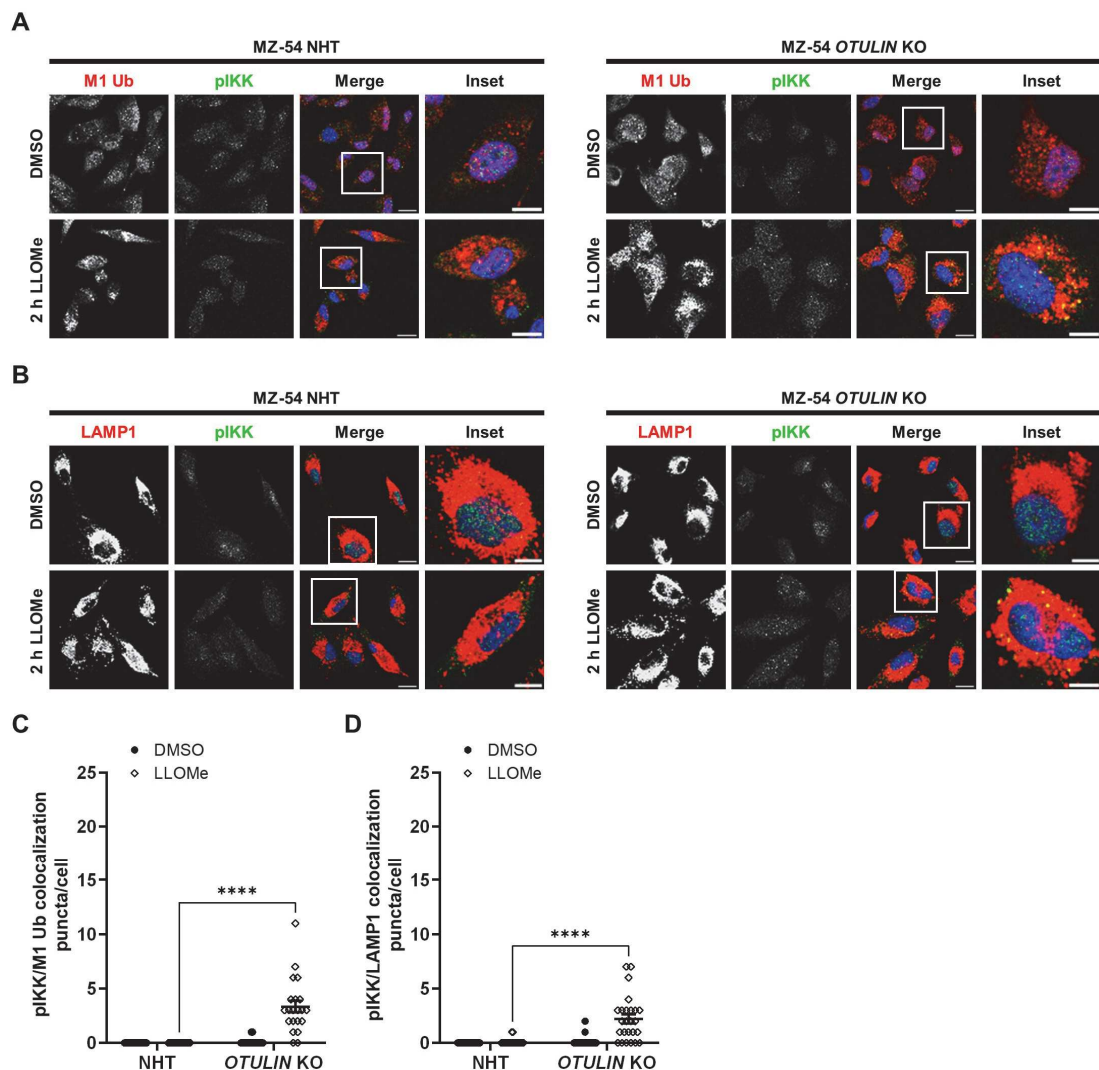 A
MZ-54 NHT
MZ-54 OTULIN KO
M1 Ub pIKK Merge Inset
M1 Ub pIKK Merge Inset
DMSO
DMSO
2 h LLOMe
2 h LLOMe
B
MZ-54 NHT
MZ-54 OTULIN KO
LAMP1 pIKK Merge Inset
LAMP1 pIKK Merge Inset
DMSO
DMSO
2 h LLOMe
2 h LLOMe
C
DMSO
LLOMe
pIKK/M1 Ub colocalization
puncta/cell
25
20
15
10
5
0
****
NHT
OTULIN KO
D
DMSO
LLOMe
pIKK/LAMP1 colocalization
puncta/cell
25
20
15
10
5
0
****
NHT
OTULIN KO